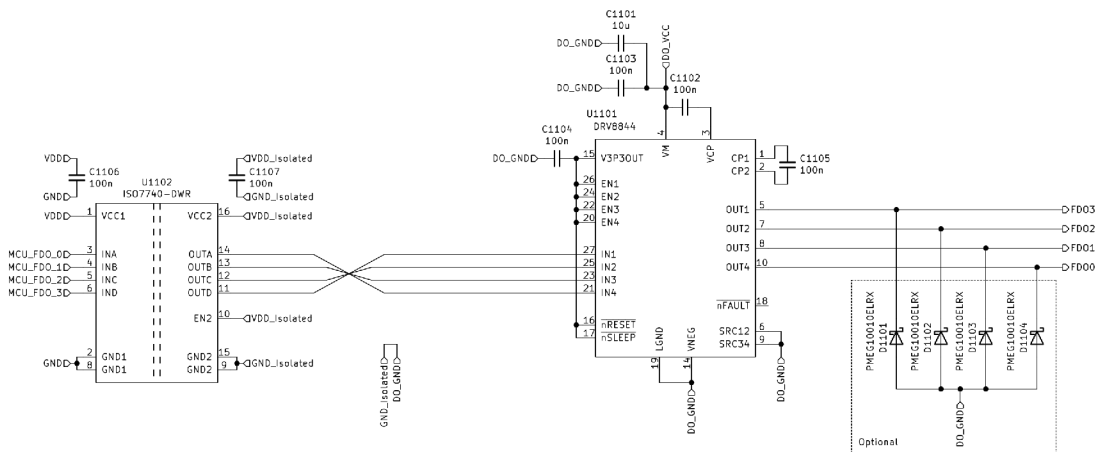 C1101
10u
DO_GND
C1103
100n
DO_GND
DO_VCC
C1102
100n
U1101
DRV8844
C1104
100n
DO_GND
4
3
VM
VCP
15 V3P3OUT
26 EN1
24 EN2
22 EN3
20 EN4
27 IN1
25 IN2
23 IN3
21 IN4
16 nRESET
17 nSLEEP
LGND
VNEG
19
14
DO_GND
CP1 1
CP2 2
C1105
100n
OUT1 5
OUT2 7
OUT3 8
OUT4 10
nFAULT 18
SRC12 6
SRC34 9
DO_GND
FDO3
FDO2
FDO1
FDO0
PMEG10010ELRX
D1101
PMEG10010ELRX
D1102
PMEG10010ELRX
D1103
PMEG10010ELRX
D1104
DO_GND
Optional
VDD
C1106
100n
GND
VDD_Isolated
C1107
100n
GND_Isolated
U1102
ISO7740-DWR
VDD 1 VCC1
VCC2 16 VDD_Isolated
MCU_FDO_0 3 INA
MCU_FDO_1 4 INB
MCU_FDO_2 5 INC
MCU_FDO_3 6 IND
OUTA 14
OUTB 13
OUTC 12
OUTD 11
EN2 10 VDD_Isolated
GND 2 GND1
8 GND1
GND2 15 GND_Isolated
GND2 9
GND_Isolated
DO_GND